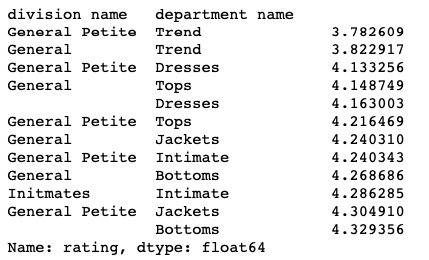 division name   department name
General Petite  Trend              3.782609
General         Trend              3.822917
General Petite  Dresses            4.133256
General         Tops               4.148749
                Dresses            4.163003
General Petite  Tops               4.216469
General         Jackets            4.240310
General Petite  Intimate           4.240343
General         Bottoms            4.268686
Initmates       Intimate           4.286285
General Petite  Jackets            4.304910
                Bottoms            4.329356
Name: rating, dtype: float64